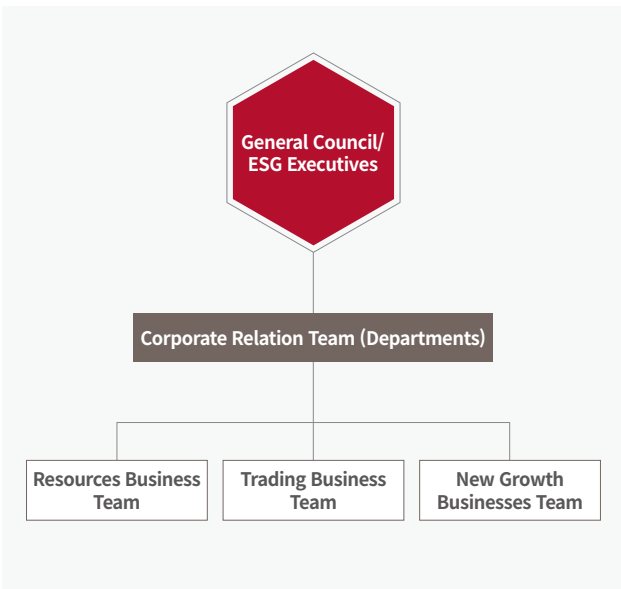 General Council/
ESG Executives
Corporate Relation Team (Departments)
Resources Business
Team
Trading Business
Team
New Growth
Businesses Team